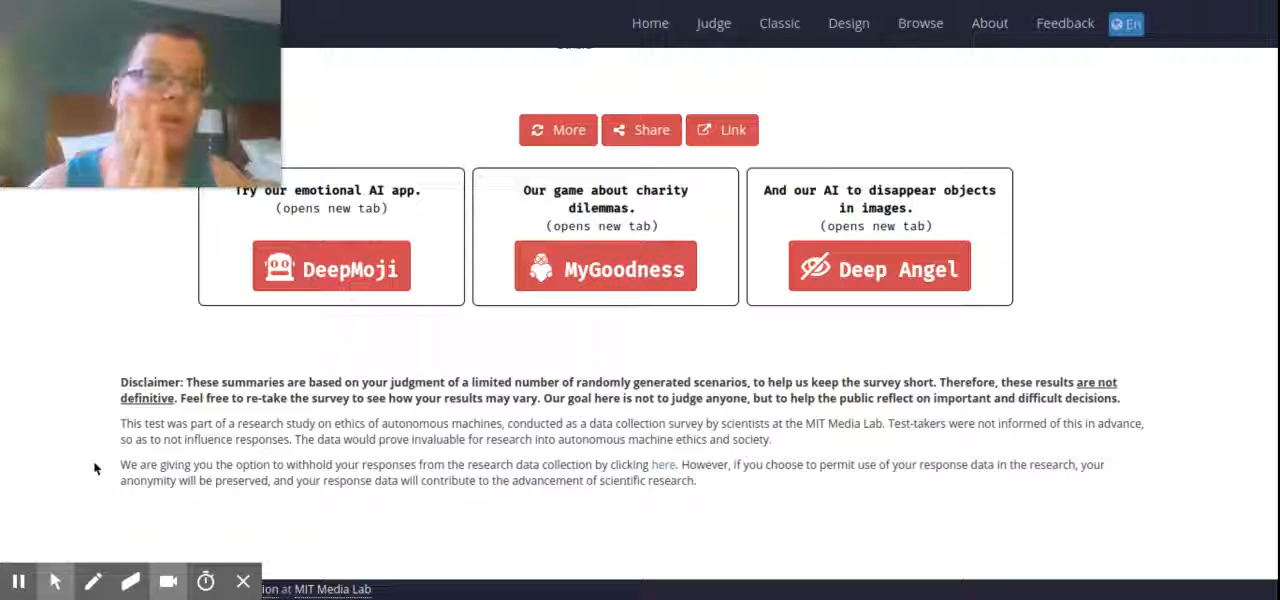 Home Judge Classic Design Browse About Feedback En
More Share Link
Try our emotional AI app.
(opens new tab)
DeepMoji
Our game about charity
dilemmas.
(opens new tab)
MyGoodness
And our AI to disappear objects
in images.
(opens new tab)
Deep Angel
Disclaimer: These summaries are based on your judgment of a limited number of randomly generated scenarios, to help us keep the survey short. Therefore, these results are not
definitive. Feel free to re-take the survey to see how your results may vary. Our goal here is not to judge anyone, but to help the public reflect on important and difficult decisions.
This test was part of a research study on ethics of autonomous machines, conducted as a data collection survey by scientists at the MIT Media Lab. Test-takers were not informed of this in advance,
so as to not influence responses. The data would prove invaluable for research into autonomous machine ethics and society.
We are giving you the option to withhold your responses from the research data collection by clicking here. However, if you choose to permit use of your response data in the research, your
anonymity will be preserved, and your response data will contribute to the advancement of scientific research.
at MIT Media Lab